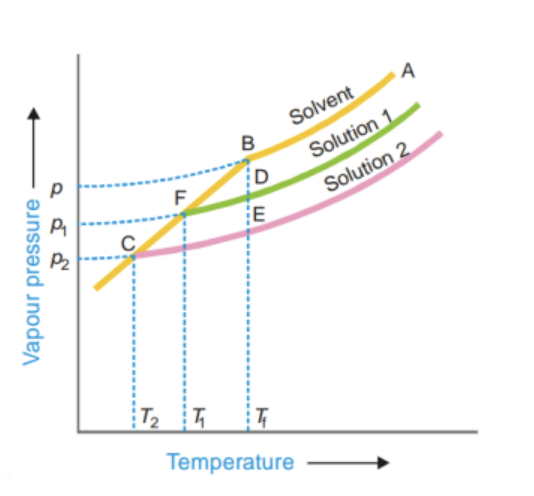 A
Solvent
B
Solution 1
D
Solution 2
p
F
E
p1
C
p2
Vapour pressure
T2
T1
Tf
Temperature